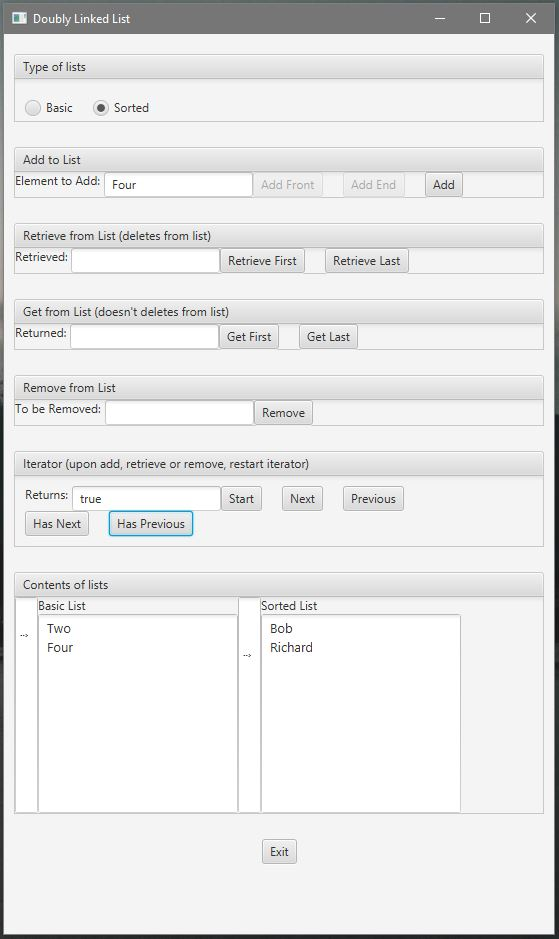 Doubly Linked List
Type of lists
Basic Sorted
Add to List
Element to Add: Four Add Front Add End Add
Retrieve from List (deletes from list)
Retrieved: Retrieve First Retrieve Last
Get from List (doesn't deletes from list)
Returned: Get First Get Last
Remove from List
To be Removed: Remove
Iterator (upon add, retrieve or remove, restart iterator)
Returns: true Start Next Previous
Has Next Has Previous
Contents of lists
Basic List Sorted List
Two Bob
Four Richard
Exit